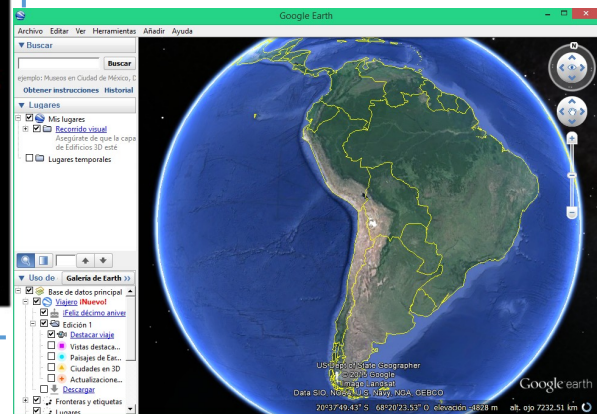 Google Earth
Archivo Editar Ver Herramientas Añadir Ayuda
▼ Buscar
Buscar
ejemplo: Museos en Ciudad de México, D
Obtener instrucciones Historial
▼ Lugares
Mis lugares
Recorrido visual
Asegúrate de que la capa
de Edificios 3D esté
Lugares temporales
▼ Uso de Galería de Earth >>
Base de datos principal
Viajero ¡Nuevo!
¡Feliz décimo aniver
Edición 1
Destacar viaje
Vistas destaca...
Paisajes de Ear...
Ciudades en 3D
Actualizacione...
Descargar
Fronteras y etiquetas
Lugares
N
US Dept of State Geographer
© 2015 Google
Image Landsat
Data SIO, NOAA, U.S. Navy, NGA, GEBCO
Google earth
20°37'49.43" S 68°20'23.53" O elevación -4828 m alt. ojo 7232.51 km